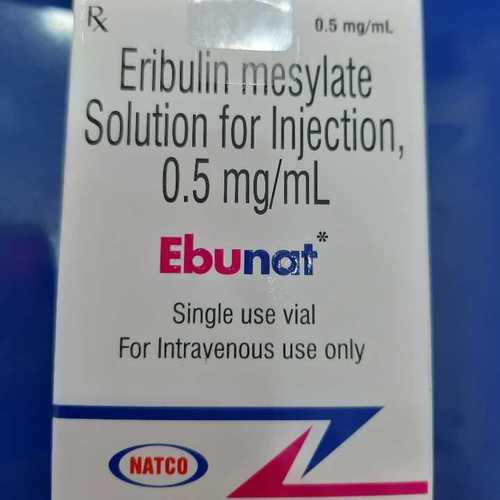 Rx
0.5 mg/mL
Eribulin mesylate
Solution for Injection,
0.5 mg/mL
Ebunat*
Single use vial
For Intravenous use only
NATCO